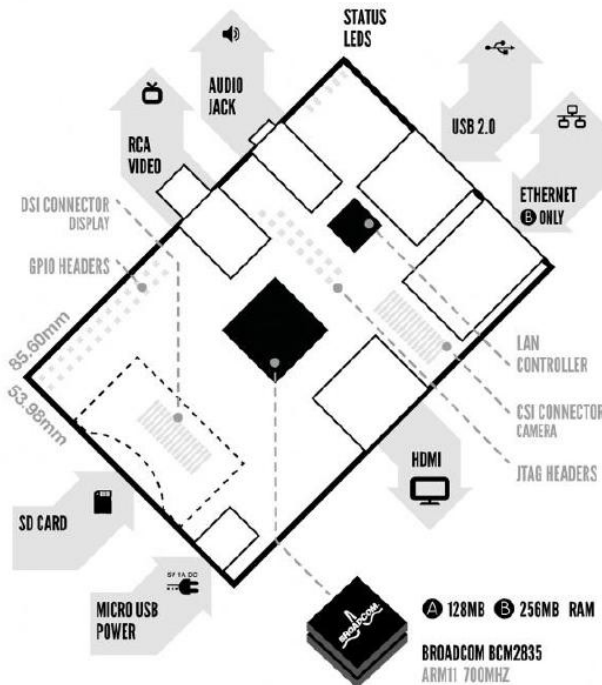 STATUS
LEDS
AUDIO
JACK
USB 2.0
RCA
VIDEO
ETHERNET
B ONLY
DSI CONNECTOR
DISPLAY
GPIO HEADERS
85.60mm
53.98mm
LAN
CONTROLLER
CSI CONNECTOR
CAMERA
JTAG HEADERS
HDMI
SD CARD
5V 1A DC
MICRO USB
POWER
BROADCOM
A 128MB B 256MB RAM
BROADCOM BCM2835
ARM11 700MHZ